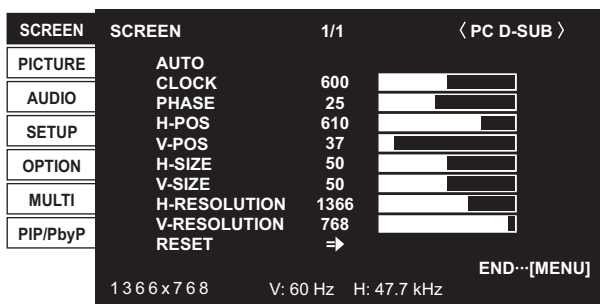 SCREEN
PICTURE
AUDIO
SETUP
OPTION
MULTI
PIP/PbyP
SCREEN 1/1 〈 PC D-SUB 〉
AUTO
CLOCK 600
PHASE 25
H-POS 610
V-POS 37
H-SIZE 50
V-SIZE 50
H-RESOLUTION 1366
V-RESOLUTION 768
RESET ⇒
END···[MENU]
1366x768 V: 60 Hz H: 47.7 kHz